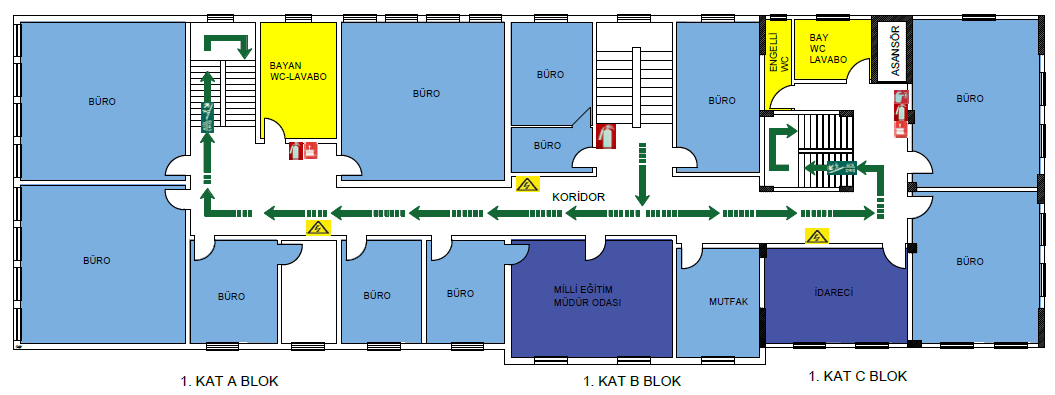 BÜRO
BAYAN
WC-LAVABO
BÜRO
BÜRO
BÜRO
BÜRO
ENGELLİ
WC
BAY
WC
LAVABO
ASANSÖR
BÜRO
KORİDOR
BÜRO
BÜRO
BÜRO
BÜRO
MİLLİ EĞİTİM
MÜDÜR ODASI
MUTFAK
İDARECİ
BÜRO
1. KAT A BLOK
1. KAT B BLOK
1. KAT C BLOK